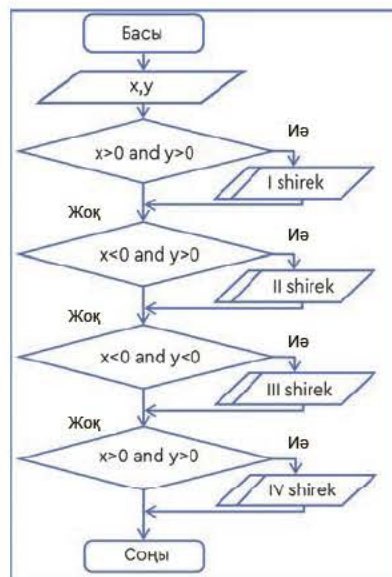 Басы
x,y
Иә
x>0 and y>0
I shirek
Жоқ
Иә
x<0 and y>0
II shirek
Жоқ
Иә
x<0 and y<0
III shirek
Жоқ
Иә
x>0 and y>0
IV shirek
Соңы